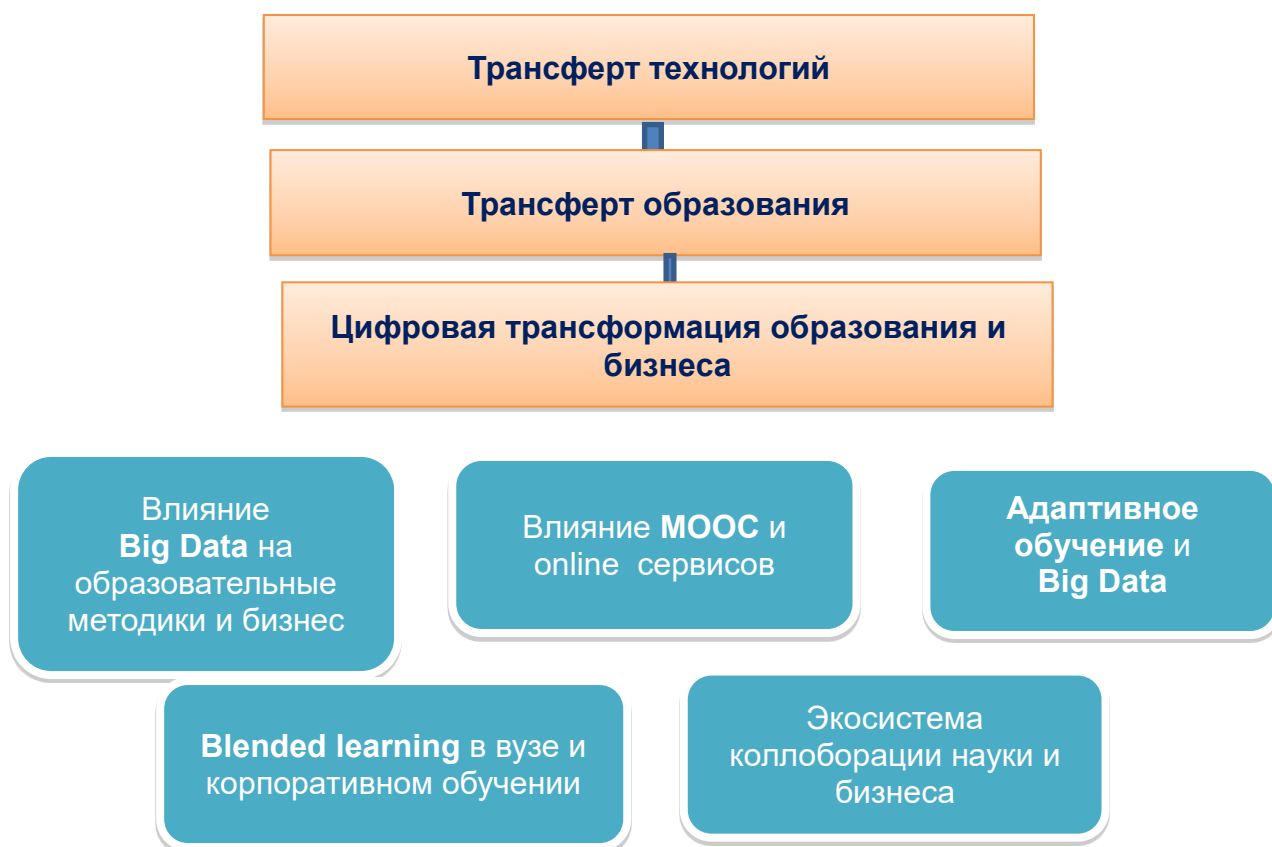 Трансферт технологий
Трансферт образования
Цифровая трансформация образования и
бизнеса
Влияние
Big Data на
образовательные
методики и бизнес
Влияние MOOC и
online сервисов
Адаптивное
обучение и
Big Data
Blended learning в вузе и
корпоративном обучении
Экосистема
коллоборации науки и
бизнеса